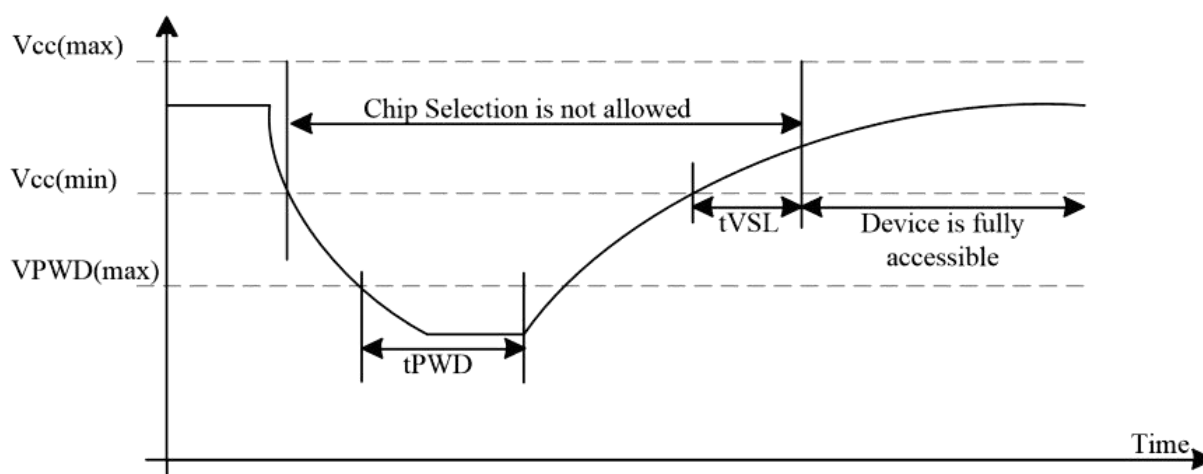 Vcc(max)
Chip Selection is not allowed
Vcc(min)
tVSL
Device is fully
accessible
VPWD(max)
tPWD
Time